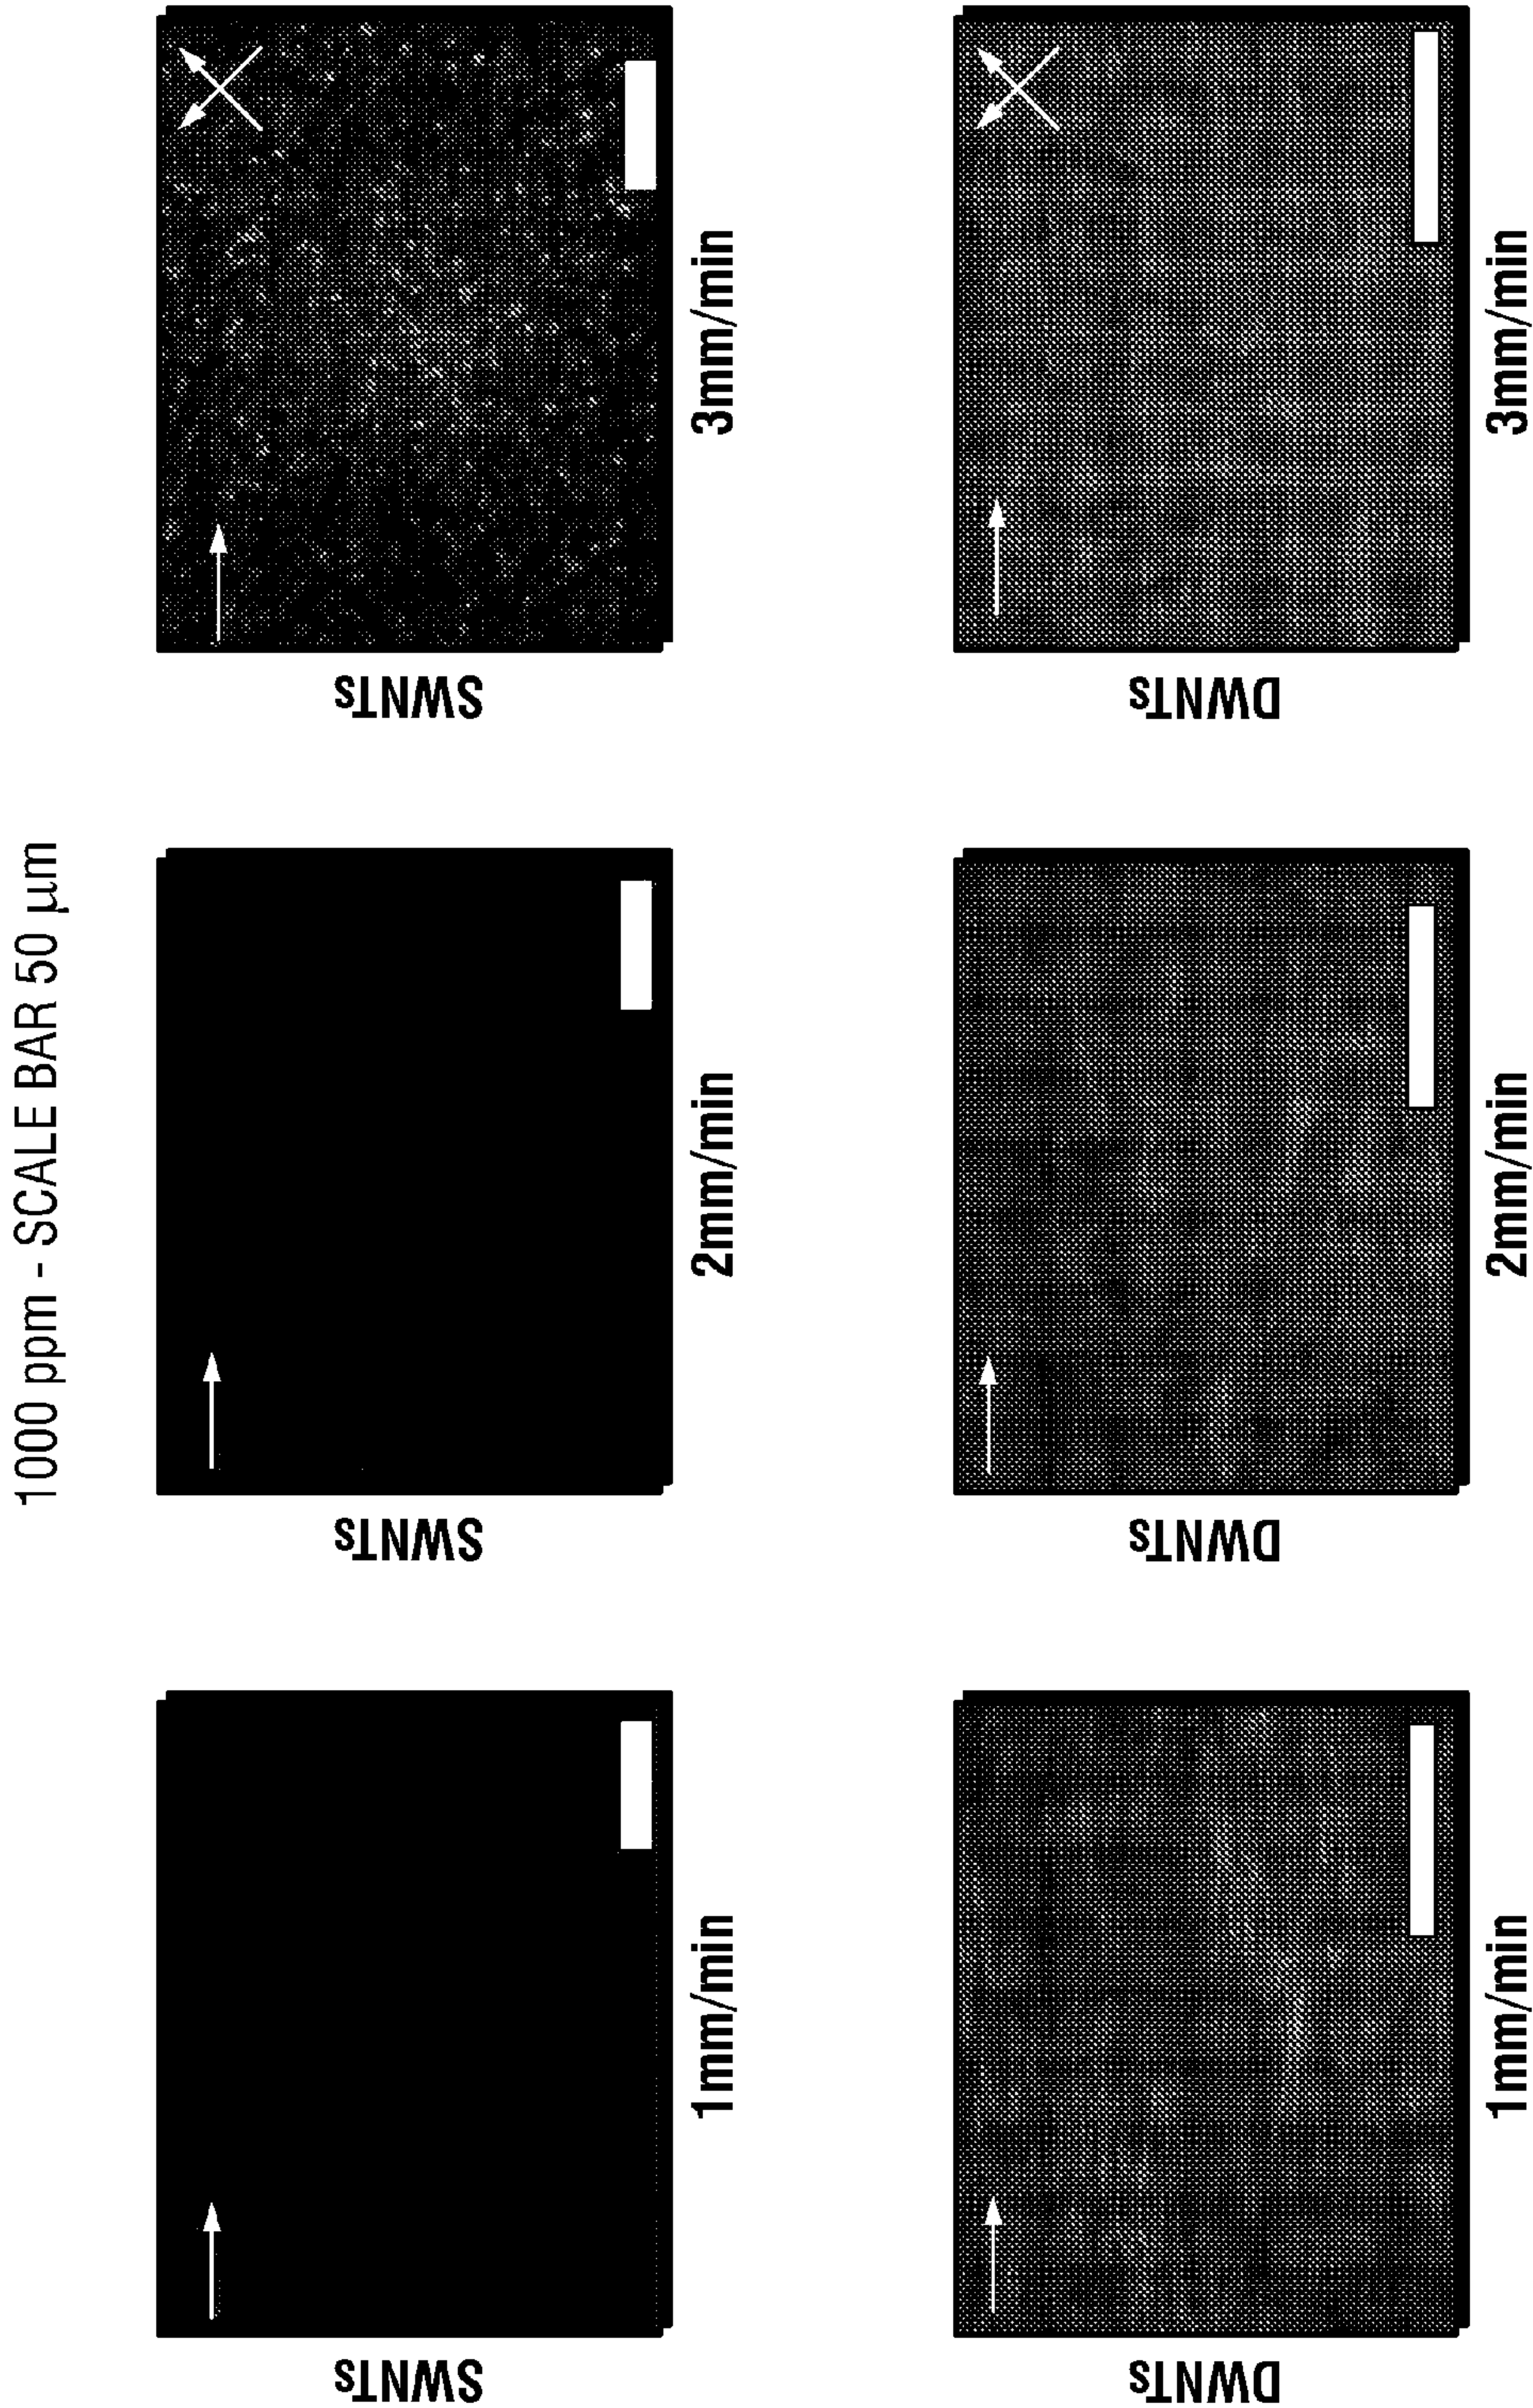 1000 ppm - SCALE BAR 50 µm
SWNTs
1mm/min
SWNTs
2mm/min
SWNTs
3mm/min
DWNTs
1mm/min
DWNTs
2mm/min
DWNTs
3mm/min